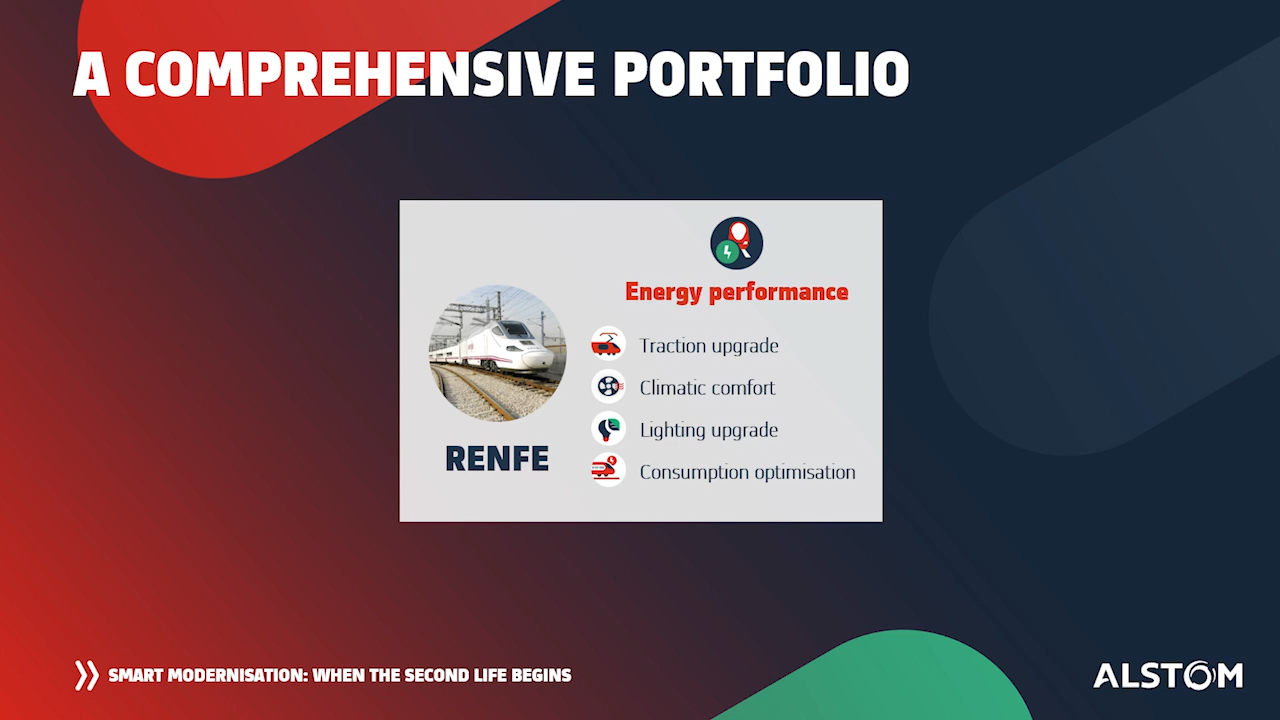 A COMPREHENSIVE PORTFOLIO
RENFE
Energy performance
Traction upgrade
Climatic comfort
Lighting upgrade
Consumption optimisation
SMART MODERNISATION: WHEN THE SECOND LIFE BEGINS
ALSTOM